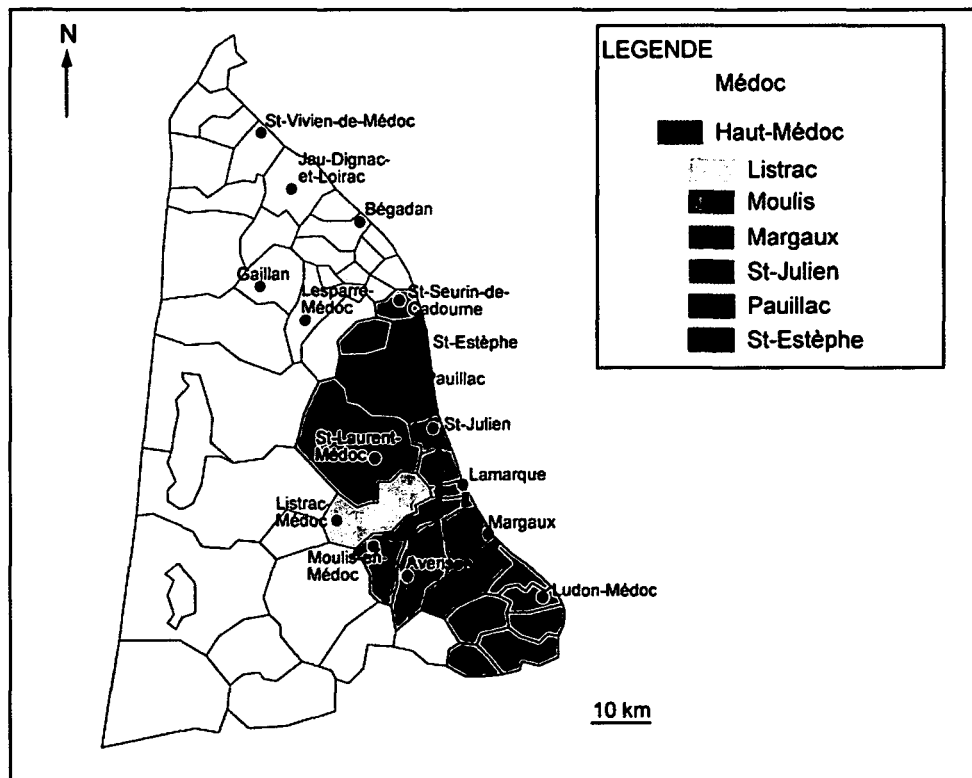 N
LEGENDE
Médoc
Haut-Médoc
Listrac
Moulis
Margaux
St-Julien
Pauillac
St-Estèphe
St-Vivien-de-Médoc
Jau-Dignac-
et-Loirac
Bégadan
Gaillan
Lesparre-
Médoc
St-Seurin-de-
Cadourne
St-Estèphe
Pauillac
St-Julien
St-Laurent-
Médoc
Lamarque
Listrac-
Médoc
Margaux
Moulis-en-
Médoc
Ludon-Médoc
10 km